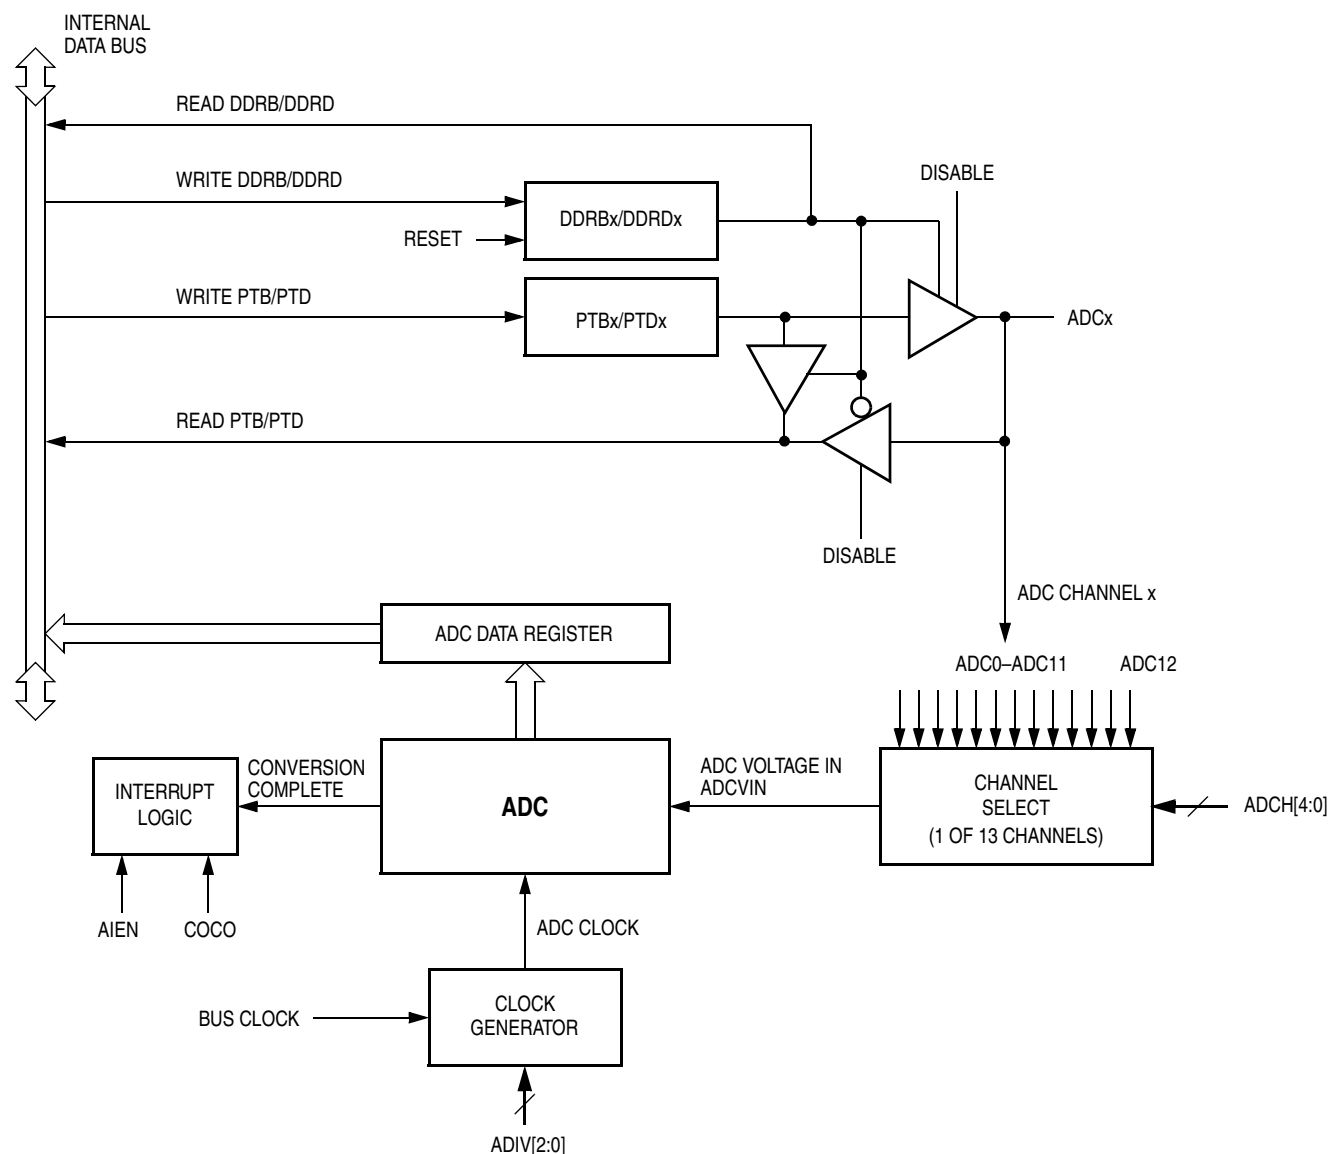 INTERNAL
DATA BUS
READ DDRB/DDRD
WRITE DDRB/DDRD
DISABLE
DDRBx/DDRDx
RESET
WRITE PTB/PTD
PTBx/PTDx
ADCx
READ PTB/PTD
DISABLE
ADC CHANNEL x
ADC DATA REGISTER
ADC0–ADC11
ADC12
CONVERSION
COMPLETE
INTERRUPT
LOGIC
ADC
ADC VOLTAGE IN
ADCVIN
CHANNEL
SELECT
(1 OF 13 CHANNELS)
ADCH[4:0]
AIEN
COCO
ADC CLOCK
BUS CLOCK
CLOCK
GENERATOR
ADIV[2:0]